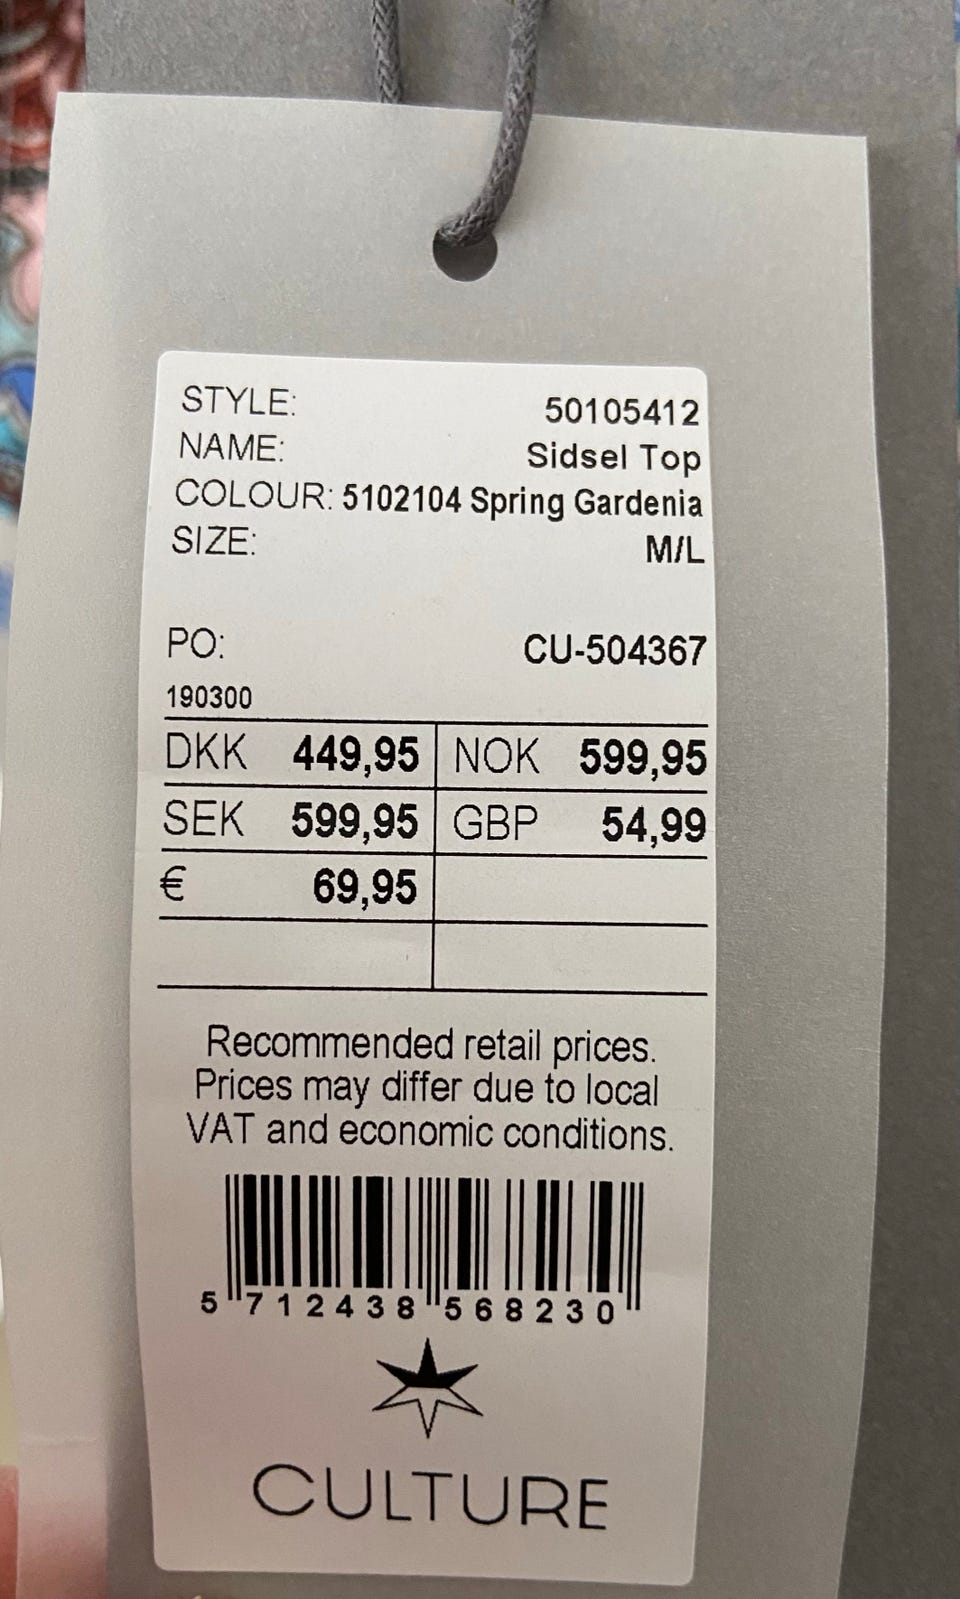 STYLE: 50105412
NAME: Sidsel Top
COLOUR: 5102104 Spring Gardenia
SIZE: M/L
PO: CU-504367
190300
DKK 449,95 NOK 599,95
SEK 599,95 GBP 54,99
€ 69,95
Recommended retail prices.
Prices may differ due to local
VAT and economic conditions.
5 712438 568230
CULTURE